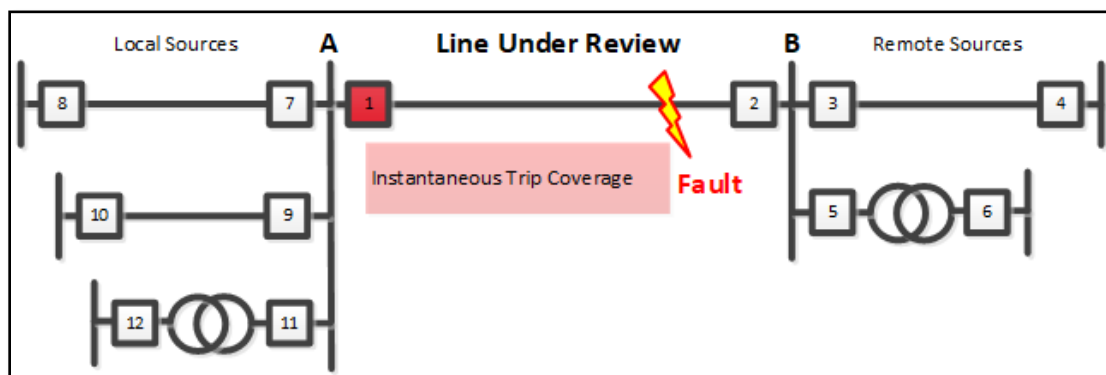 Local Sources
A
Line Under Review
B
Remote Sources
8
7
1
2
3
4
Instantaneous Trip Coverage
Fault
10
9
5
6
12
11